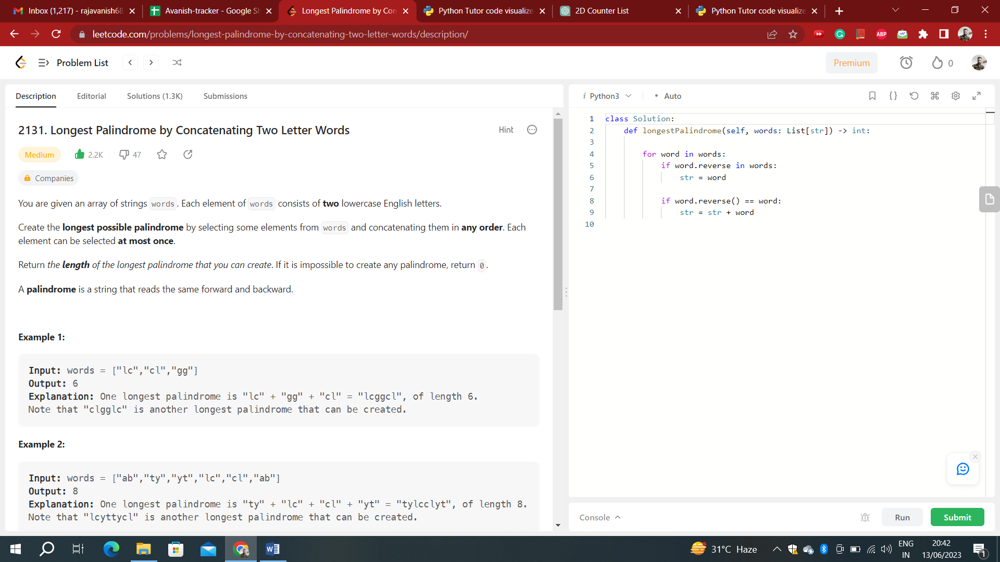 Inbox (1,217) - rajavanish68
Avanish-tracker - Google Sh
Longest Palindrome by Con
Python Tutor code visualize
2D Counter List
Python Tutor code visualize
leetcode.com/problems/longest-palindrome-by-concatenating-two-letter-words/description/
ABP
Problem List
Premium
0
Description
Editorial
Solutions (1.3K)
Submissions
2131. Longest Palindrome by Concatenating Two Letter Words
Hint
Medium
2.2K
47
Companies
You are given an array of strings words. Each element of words consists of two lowercase English letters.
Create the longest possible palindrome by selecting some elements from words and concatenating them in any order. Each
element can be selected at most once.
Return the length of the longest palindrome that you can create. If it is impossible to create any palindrome, return 0.
A palindrome is a string that reads the same forward and backward.
Example 1:
Input: words = ["lc","cl","gg"]
Output: 6
Explanation: One longest palindrome is "lc" + "gg" + "cl" = "lcggcl", of length 6.
Note that "clgglc" is another longest palindrome that can be created.
Example 2:
Input: words = ["ab","ty","yt","lc","cl","ab"]
Output: 8
Explanation: One longest palindrome is "ty" + "lc" + "cl" + "yt" = "tylcclyt", of length 8.
Note that "lcyttycl" is another longest palindrome that can be created.
i Python3
• Auto
{}
1 class Solution:
2 def longestPalindrome(self, words: List[str]) -> int:
3
4 for word in words:
5 if word.reverse in words:
6 str = word
7
8 if word.reverse() == word:
9 str = str + word
10
Console
Run
Submit
31°C Haze
ENG
IN
20:42
13/06/2023
1